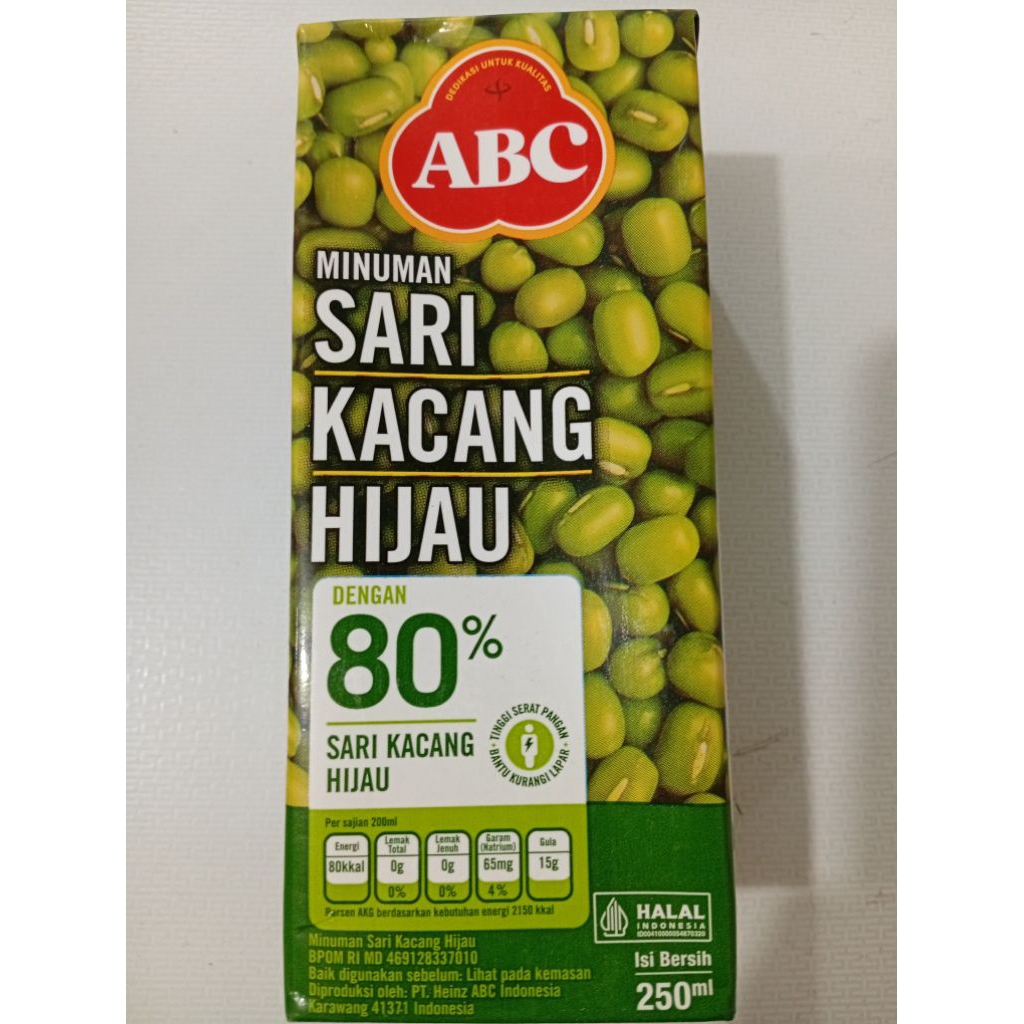 DEDIKASI UNTUK KUALITAS
ABC
MINUMAN
SARI
KACANG
HIJAU
DENGAN
80%
SARI KACANG
HIJAU
TINGGI SERAT PANGAN
BANTU KURANGI LAPAR
Per sajian 200ml
Energi
80kkal
Lemak
Total
0g
0%
Lemak
Jenuh
0g
0%
Garam
(Natrium)
65mg
4%
Gula
15g
Persen AKG berdasarkan kebutuhan energi 2150 kkal
HALAL
INDONESIA
Minuman Sari Kacang Hijau
BPOM RI MD 469128337010
Baik digunakan sebelum: Lihat pada kemasan
Diproduksi oleh: PT. Heinz ABC Indonesia
Karawang 41371 Indonesia
Isi Bersih
250ml